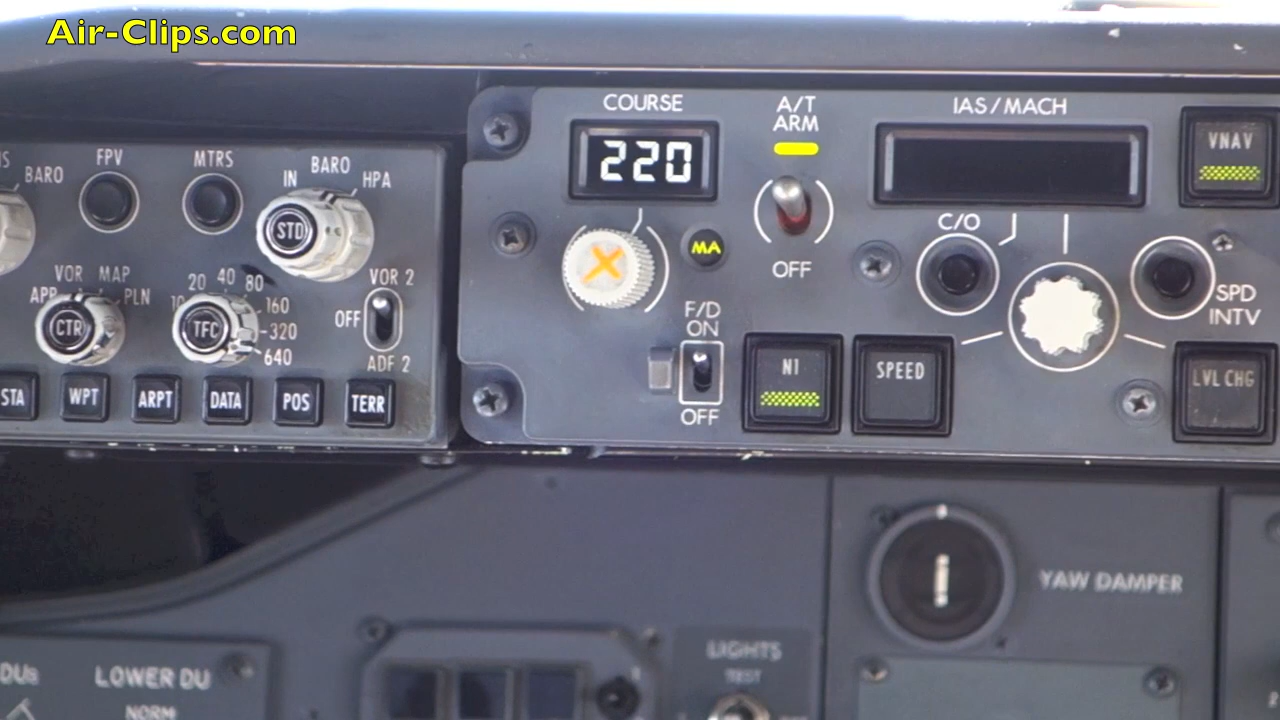 Air-Clips.com
BARO
FPV
MTRS
BARO
IN
HPA
STD
VOR
MAP
APP
PLN
CTR
10
20
40
80
160
320
640
TFC
VOR 2
OFF
ADF 2
STA
WPT
ARPT
DATA
POS
TERR
COURSE
220
MA
A/T
ARM
OFF
F/D
ON
OFF
IAS/MACH
C/O
SPD
INTV
VNAV
N1
SPEED
LVL CHG
YAW DAMPER
DUs
LOWER DU
NORM
LIGHTS
TEST